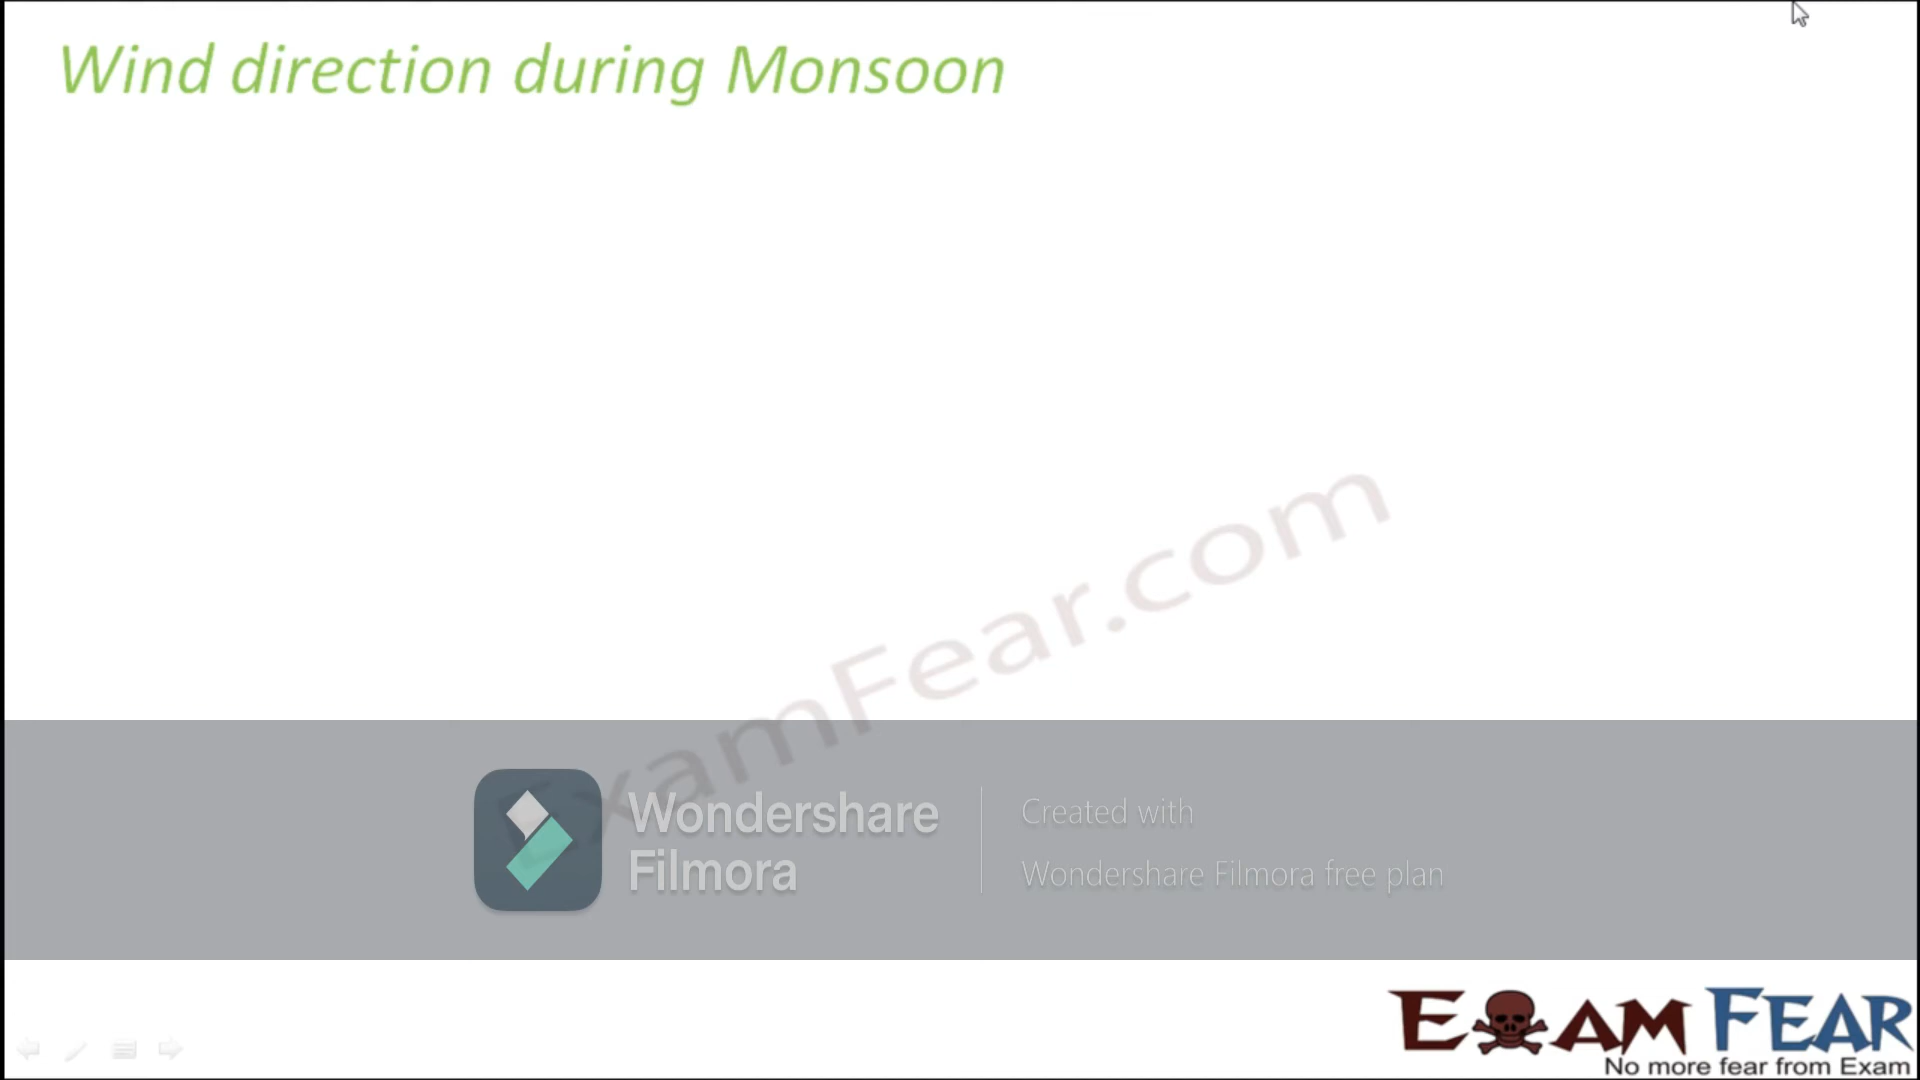 Wind direction during Monsoon
ExamFear.com
Wondershare
Filmora
Created with
Wondershare Filmora free plan
EXAM FEAR
No more fear from Exam